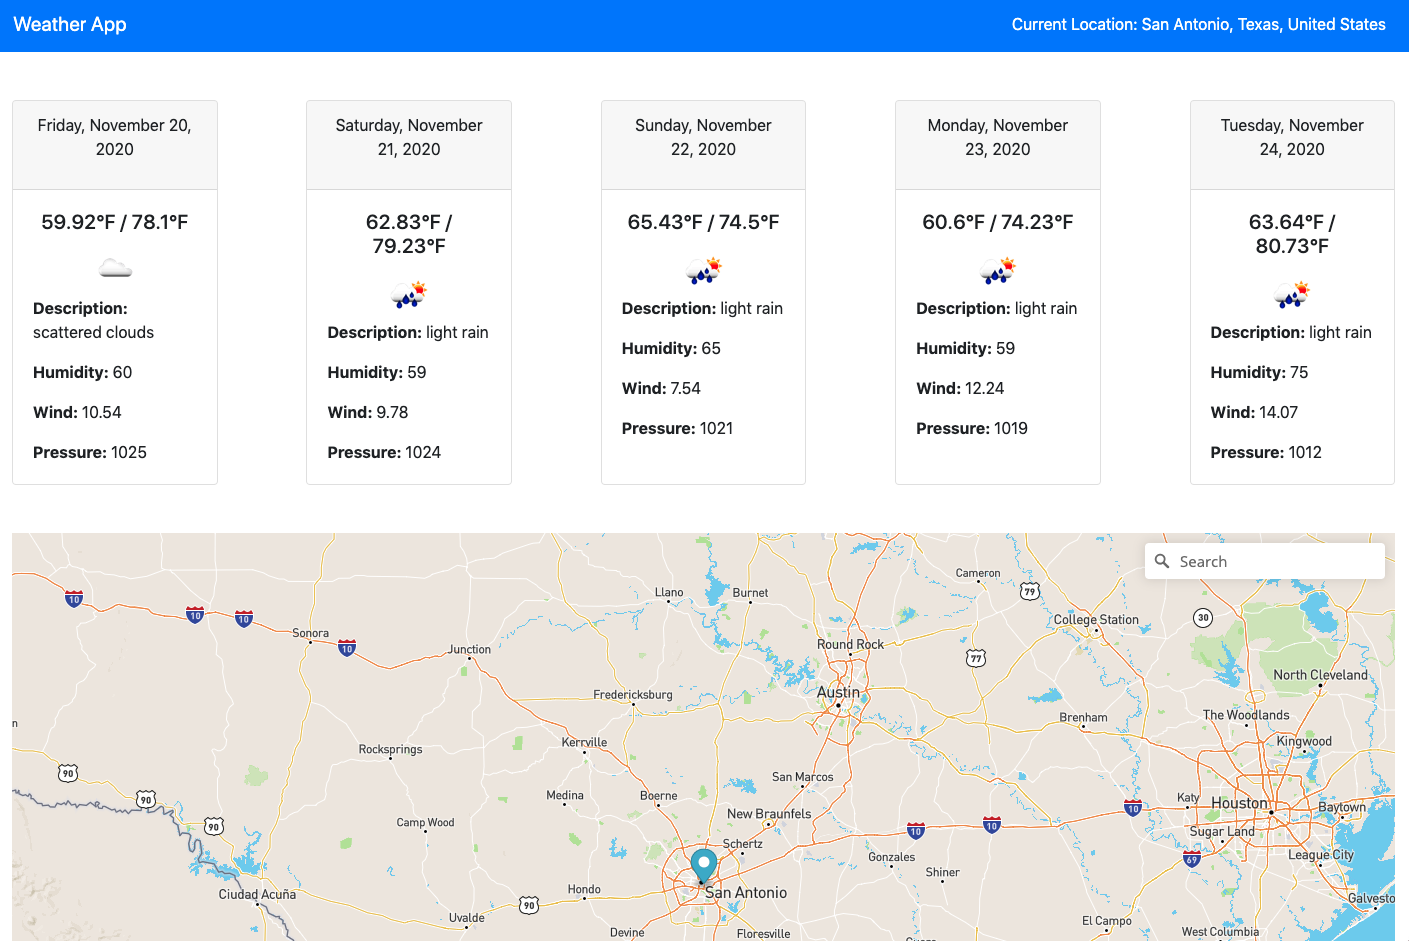 Weather App
Current Location: San Antonio, Texas, United States
Friday, November 20,
2020
59.92°F / 78.1°F
Description:
scattered clouds
Humidity: 60
Wind: 10.54
Pressure: 1025
Saturday, November
21, 2020
62.83°F /
79.23°F
Description: light rain
Humidity: 59
Wind: 9.78
Pressure: 1024
Sunday, November
22, 2020
65.43°F / 74.5°F
Description: light rain
Humidity: 65
Wind: 7.54
Pressure: 1021
Monday, November
23, 2020
60.6°F / 74.23°F
Description: light rain
Humidity: 59
Wind: 12.24
Pressure: 1019
Tuesday, November
24, 2020
63.64°F /
80.73°F
Description: light rain
Humidity: 75
Wind: 14.07
Pressure: 1012
Search
Cameron
Llano
Burnet
79
10
10
10
College Station
30
Sonora
10
Junction
Round Rock
77
North Cleveland
Fredericksburg
Austin
Brenham
The Woodlands
n
Rocksprings
Kerrville
Kingwood
90
San Marcos
90
Medina
Boerne
Katy
Houston
Baytown
10
New Braunfels
90
Camp Wood
10
10
Sugar Land
Schertz
Gonzales
69
League City
Shiner
Ciudad Acuña
Hondo
San Antonio
Galvesto
90
Uvalde
El Campo
Devine
Floresville
West Columbia